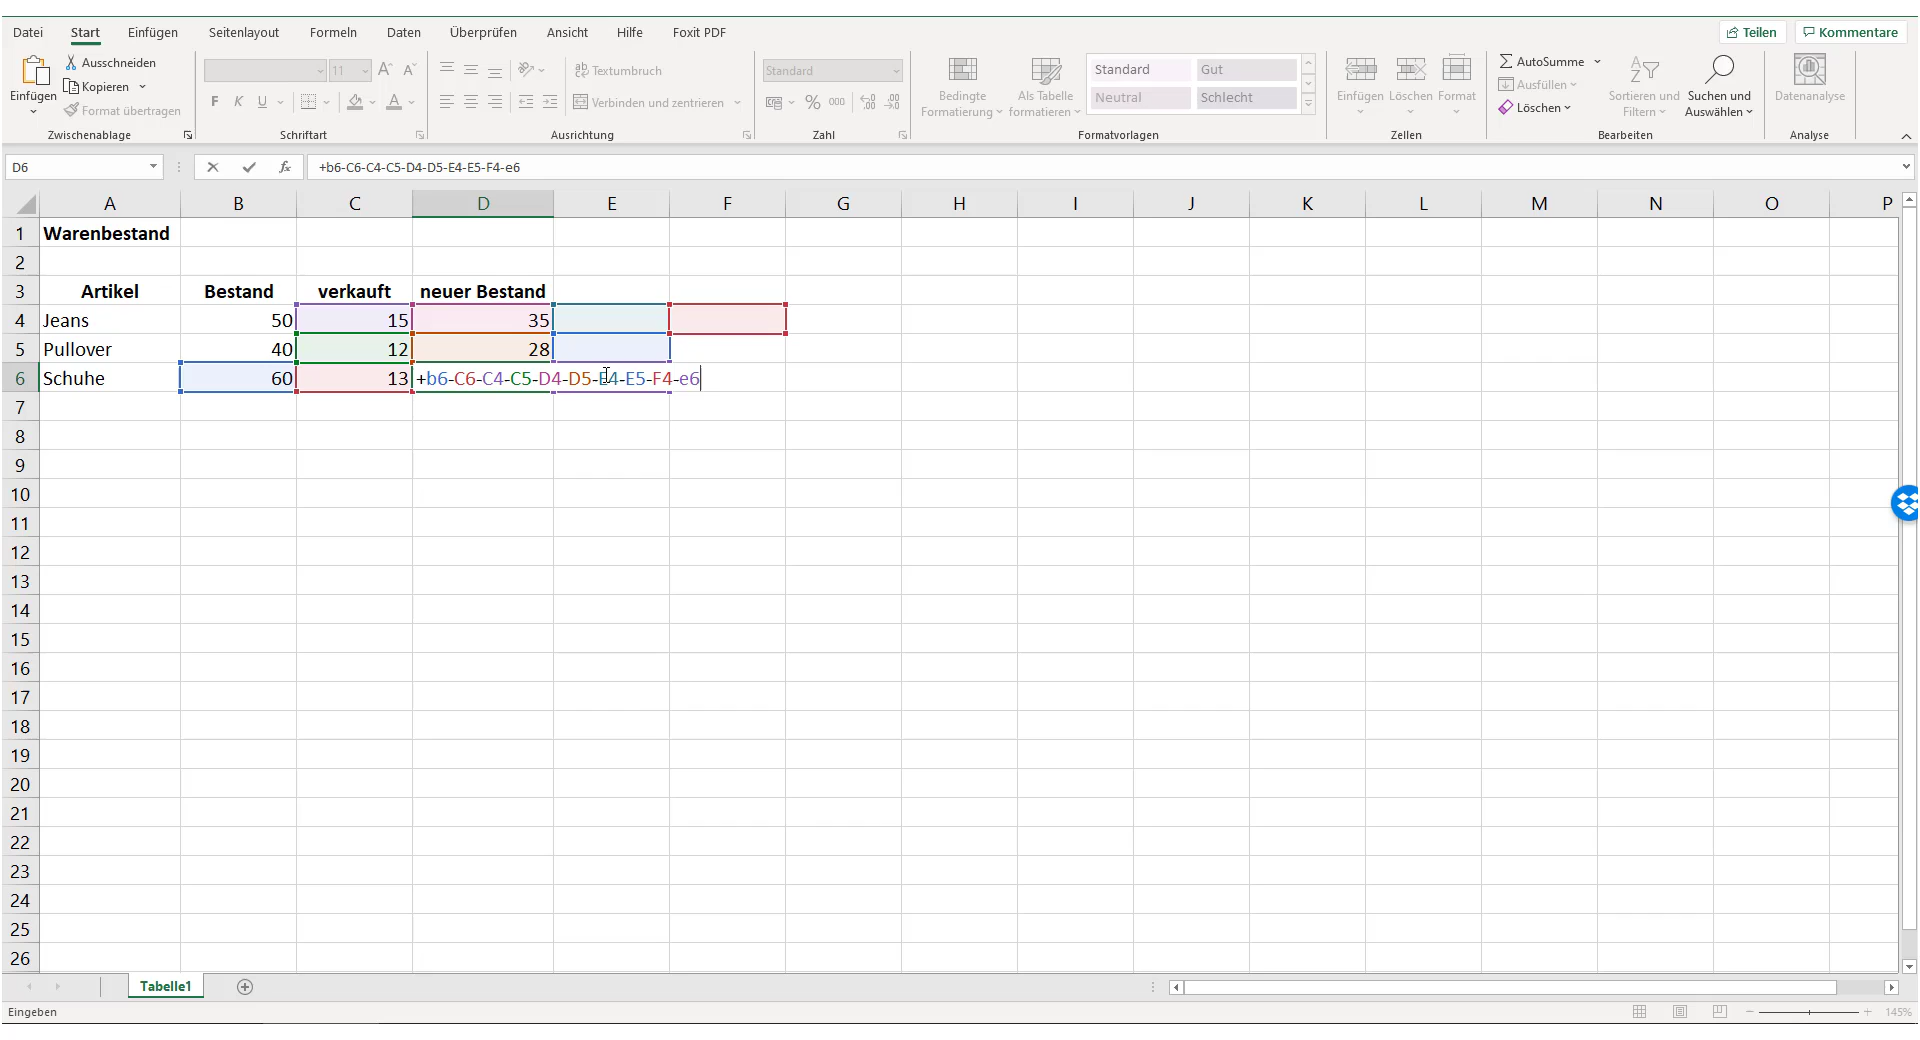 Datei Start Einfügen Seitenlayout Formeln Daten Überprüfen Ansicht Hilfe Foxit PDF Teilen Kommentare
Einfügen
Ausschneiden
Kopieren
Format übertragen
Zwischenablage
11
F K U
A
Schriftart
Textumbruch
Verbinden und zentrieren
Ausrichtung
Standard
% 000
Zahl
Bedingte Formatierung
Als Tabelle formatieren
Standard Gut
Neutral Schlecht
Formatvorlagen
Einfügen Löschen Format
Zellen
AutoSumme
Ausfüllen
Löschen
Sortieren und Filtern
Suchen und Auswählen
Bearbeiten
Datenanalyse
Analyse
D6 fx +b6-C6-C4-C5-D4-D5-E4-E5-F4-e6
A B C D E F G H I J K L M N O P
1 Warenbestand
2
3 Artikel Bestand verkauft neuer Bestand
4 Jeans 50 15 35
5 Pullover 40 12 28
6 Schuhe 60 13 +b6-C6-C4-C5-D4-D5-E4-E5-F4-e6
7
8
9
10
11
12
13
14
15
16
17
18
19
20
21
22
23
24
25
26
Tabelle1
Eingeben 145%